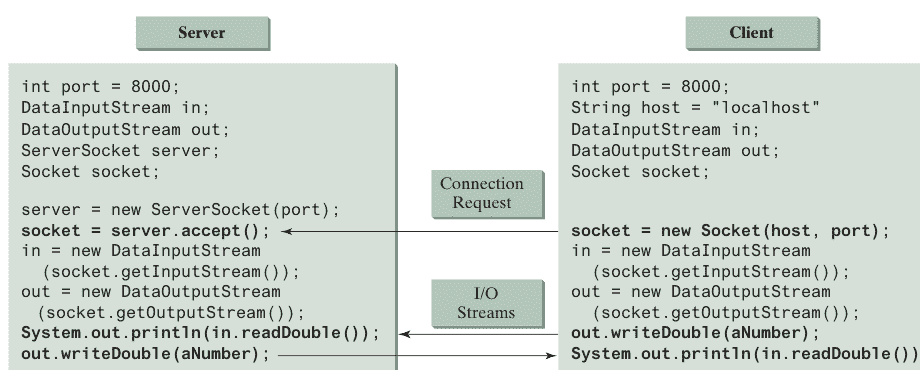 Server
int port = 8000;
DataInputStream in;
DataOutputStream out;
ServerSocket server;
Socket socket;
server = new ServerSocket(port);
socket = server.accept();
in = new DataInputStream
(socket.getInputStream());
out = new DataOutputStream
(socket.getOutputStream());
System.out.println(in.readDouble());
out.writeDouble(aNumber);
Connection
Request
I/O
Streams
Client
int port = 8000;
String host = "localhost"
DataInputStream in;
DataOutputStream out;
Socket socket;
socket = new Socket(host, port);
in = new DataInputStream
(socket.getInputStream());
out = new DataOutputStream
(socket.getOutputStream());
out.writeDouble(aNumber);
System.out.println(in.readDouble())